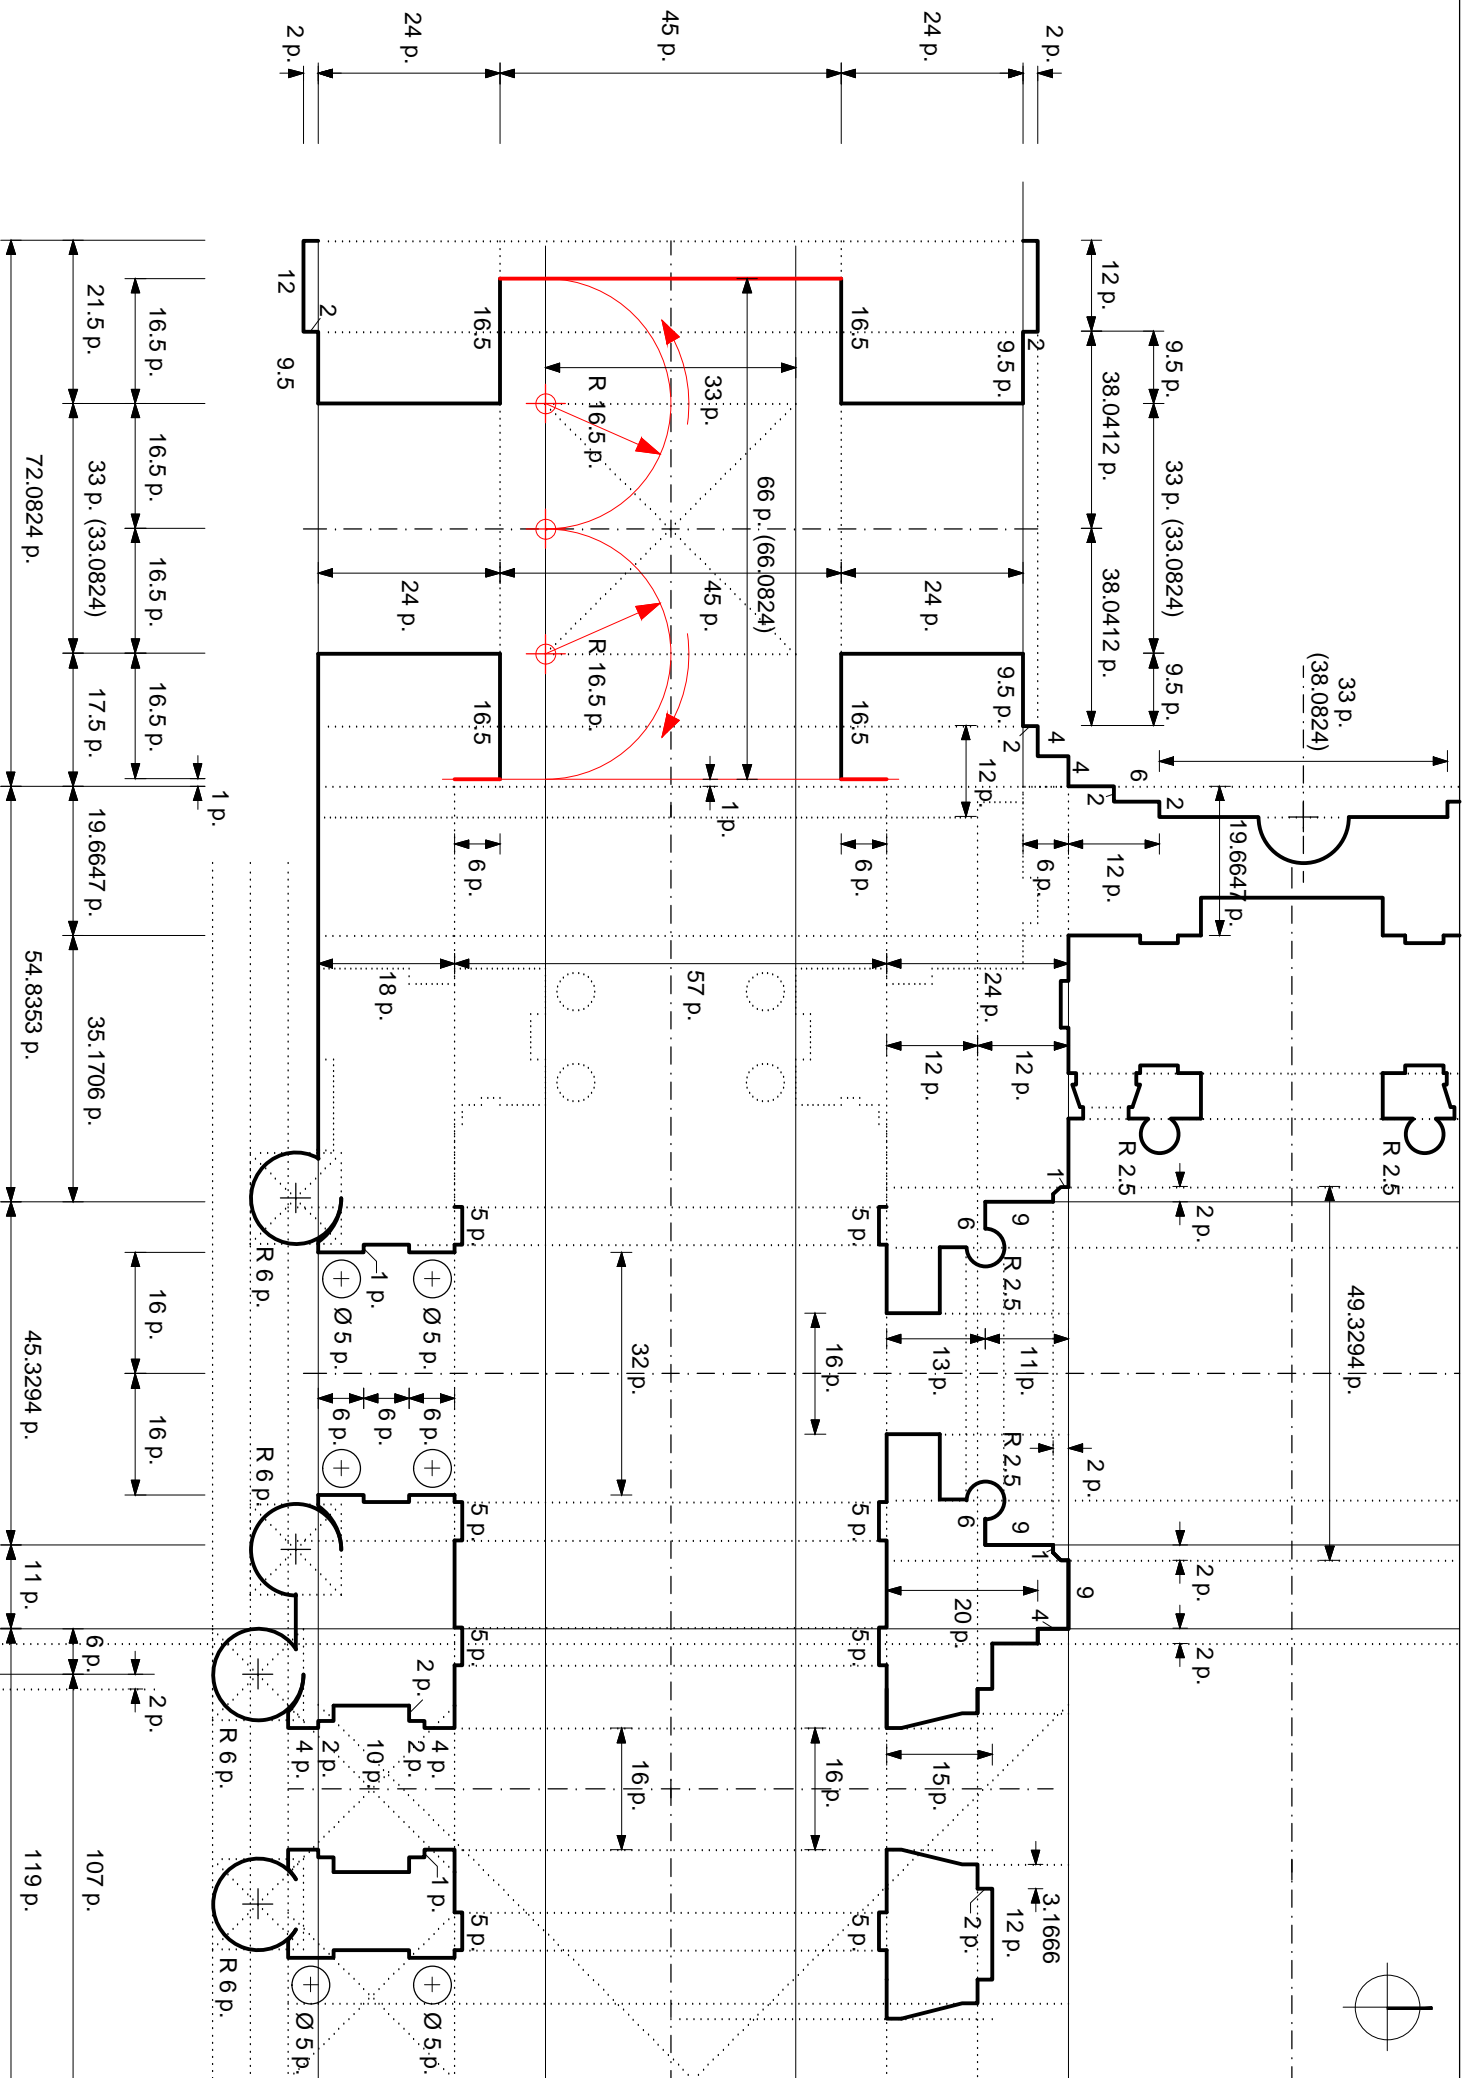 2 p.
24 p.
45 p.
24 p.
2 p.
12 p.
9.5 p.
38.0412 p.
33 p. (33.0824)
38.0412 p.
9.5 p.
33 p.
(38.0824)
12
2
9.5
16.5
16.5
9.5 p.
2
33 p.
R 16.5 p.
66 p. (66.0824)
24 p.
45 p.
24 p.
R 16.5 p.
16.5
16.5
9.5 p.
2
4
4
2
6
2
12 p.
1 p.
19.6647 p.
6 p.
6 p.
6 p.
12 p.
21.5 p.
16.5 p.
33 p. (33.0824)
16.5 p.
16.5 p.
17.5 p.
16.5 p.
1 p.
72.0824 p.
19.6647 p.
54.8353 p.
35.1706 p.
18 p.
57 p.
24 p.
12 p.
12 p.
R 2.5
R 2.5
1
2 p.
9
6
R 2.5
5 p.
5 p.
R 6 p.
1 p.
Ø 5 p.
Ø 5 p.
32 p.
16 p.
13 p.
11 p.
49.3294 p.
16 p.
16 p.
45.3294 p.
6 p.
6 p.
6 p.
R 6 p.
R 2.5
2 p.
5 p.
5 p.
6
9
1
9
2 p.
11 p.
20 p.
4
2 p.
5 p.
5 p.
6 p.
2 p.
R 6 p.
2 p.
4 p.
2 p.
10 p.
2 p.
4 p.
16 p.
16 p.
15 p.
107 p.
119 p.
1 p.
5 p.
5 p.
2 p.
12 p.
3.1666
R 6 p.
Ø 5 p.
Ø 5 p.